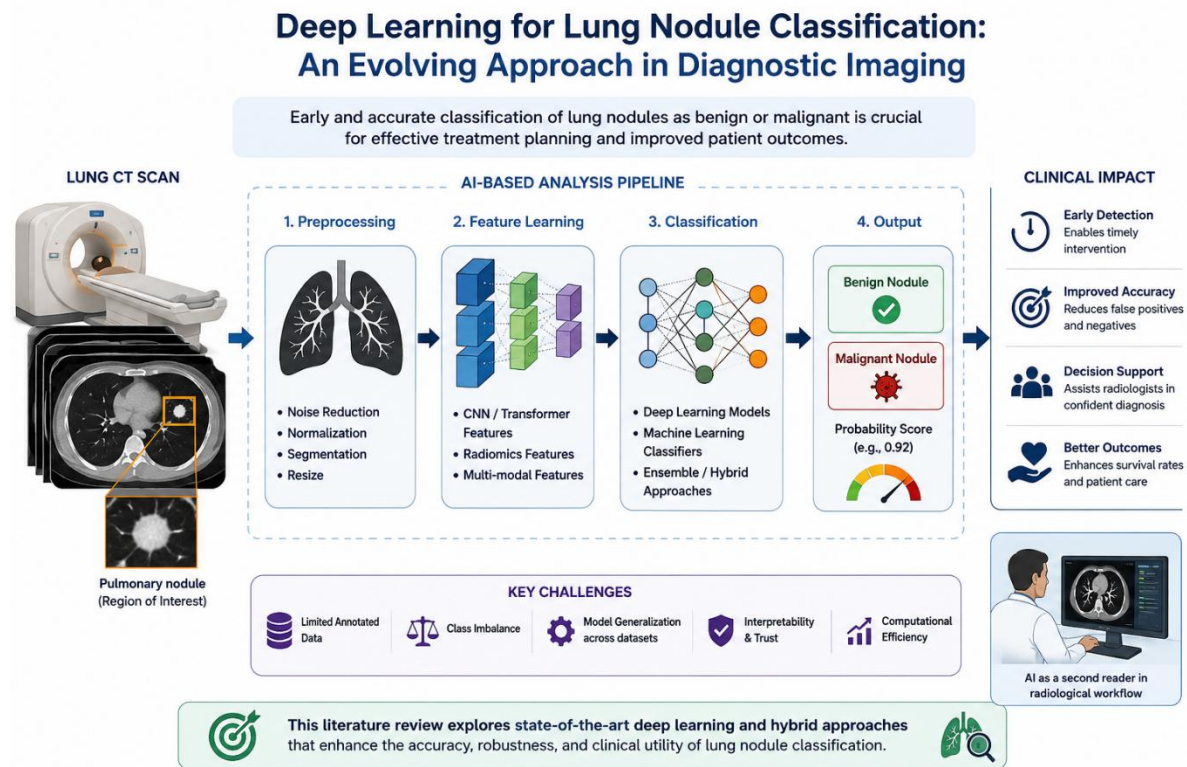 Deep Learning for Lung Nodule Classification:
An Evolving Approach in Diagnostic Imaging
Early and accurate classification of lung nodules as benign or malignant is crucial
for effective treatment planning and improved patient outcomes.
LUNG CT SCAN
Pulmonary nodule
(Region of Interest)
AI-BASED ANALYSIS PIPELINE
1. Preprocessing
• Noise Reduction
• Normalization
• Segmentation
• Resize
2. Feature Learning
• CNN / Transformer
Features
• Radiomics Features
• Multi-modal Features
3. Classification
• Deep Learning Models
• Machine Learning
Classifiers
• Ensemble / Hybrid
Approaches
4. Output
Benign Nodule
Malignant Nodule
Probability Score
(e.g., 0.92)
CLINICAL IMPACT
Early Detection
Enables timely
intervention
Improved Accuracy
Reduces false positives
and negatives
Decision Support
Assists radiologists in
confident diagnosis
Better Outcomes
Enhances survival rates
and patient care
KEY CHALLENGES
Limited Annotated
Data
Class Imbalance
Model Generalization
across datasets
Interpretability
& Trust
Computational
Efficiency
AI as a second reader in
radiological workflow
This literature review explores state-of-the-art deep learning and hybrid approaches
that enhance the accuracy, robustness, and clinical utility of lung nodule classification.